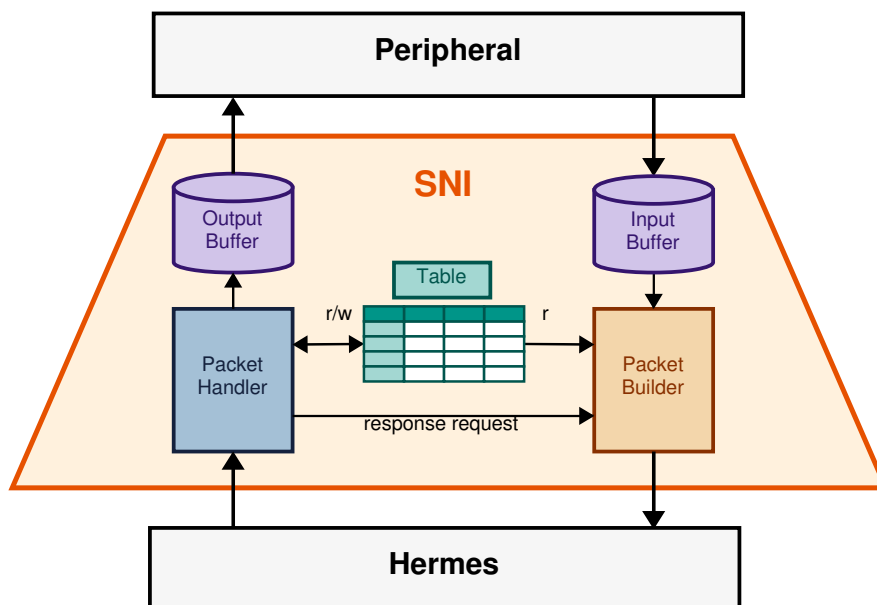 Peripheral
SNI
Output
Buffer
Input
Buffer
Table
r/w
r
Packet
Handler
Packet
Builder
response request
Hermes